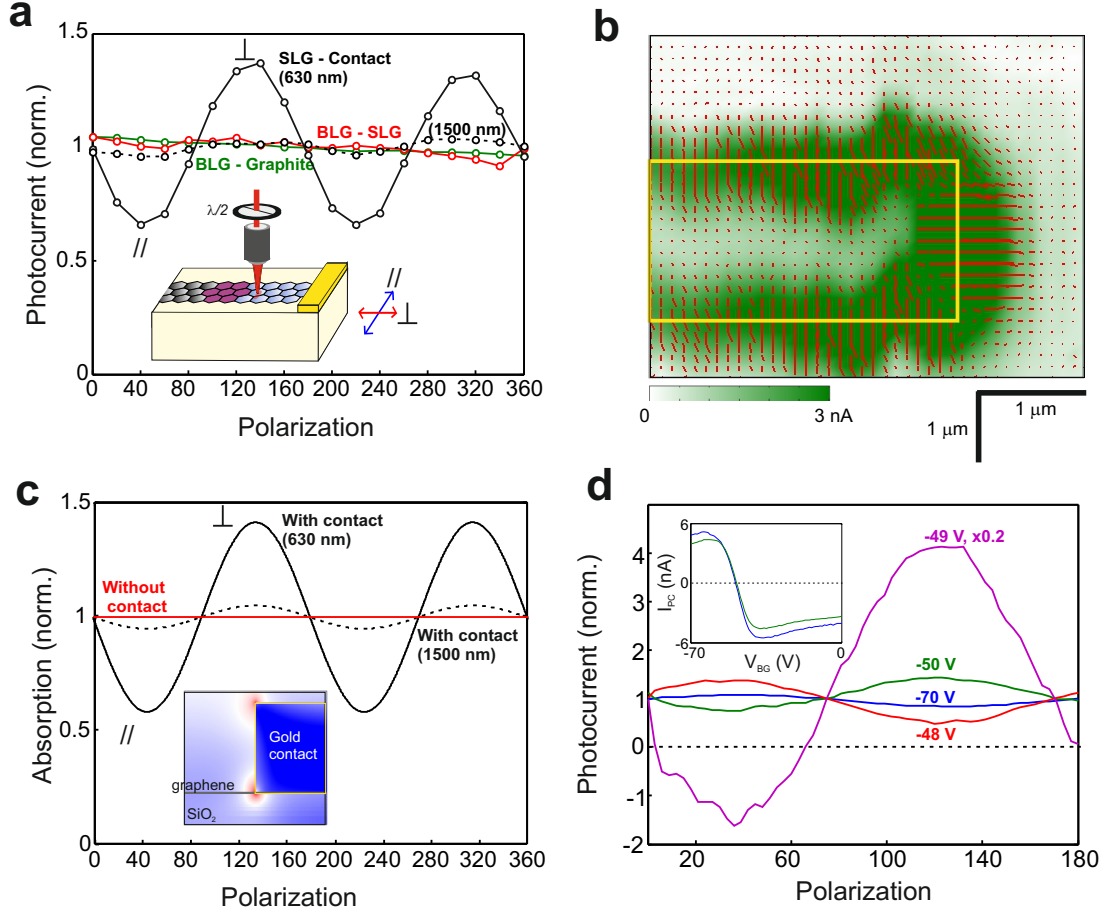 a
1.5
1
0.5
0
Photocurrent (norm.)
⊥
SLG - Contact
(630 nm)
BLG - SLG
(1500 nm)
BLG - Graphite
λ/2
//
//
⊥
0 40 80 120 160 200 240 280 320 360
Polarization
b
0 3 nA
1 μm
1 μm
c
1.5
1
0.5
0
Absorption (norm.)
⊥
With contact
(630 nm)
Without
contact
With contact
(1500 nm)
//
Gold
contact
graphene
SiO2
0 40 80 120 160 200 240 280 320 360
Polarization
d
4
3
2
1
0
-1
-2
Photocurrent (norm.)
6
0
-6
IPC (nA)
-70 0
VBG (V)
-49 V, x0.2
-50 V
-70 V
-48 V
20 60 100 140 180
Polarization